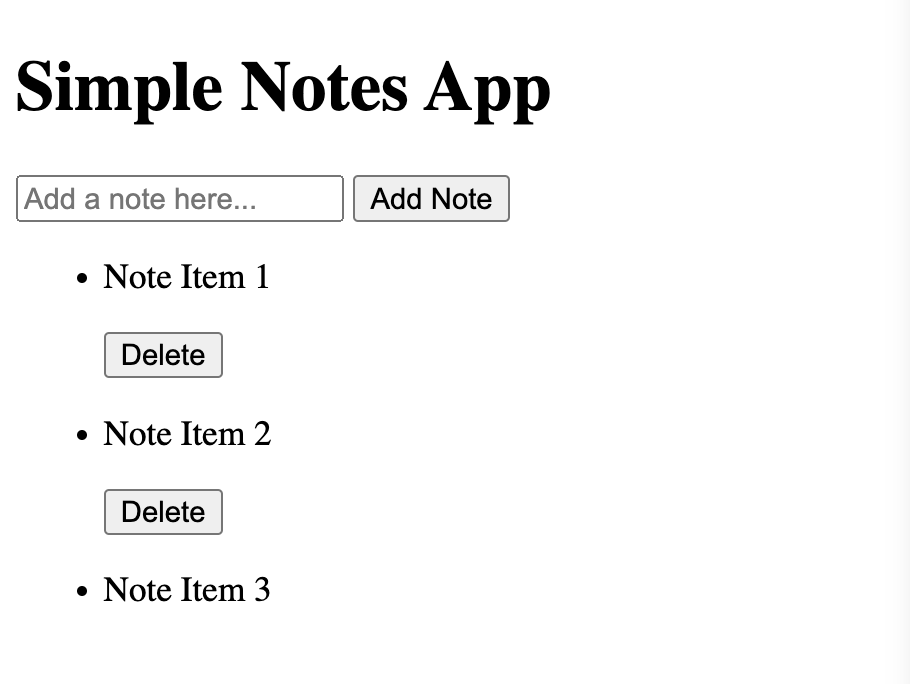 Simple Notes App
Add a note here... Add Note
Note Item 1
Delete
Note Item 2
Delete
Note Item 3